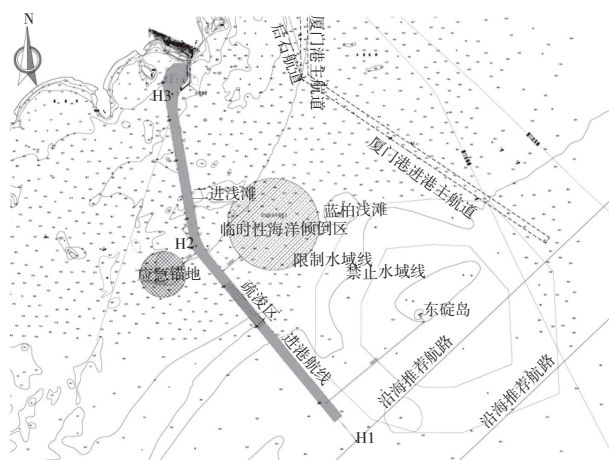 N
后石航道
厦门港主航道
H3
厦门港进港主航道
二进浅滩
蓝柏浅滩
临时性海洋倾倒区
H2
限制水域线
应急锚地
禁止水域线
疏浚区
东碇岛
进港航线
沿海推荐航路
沿海推荐航路
H1